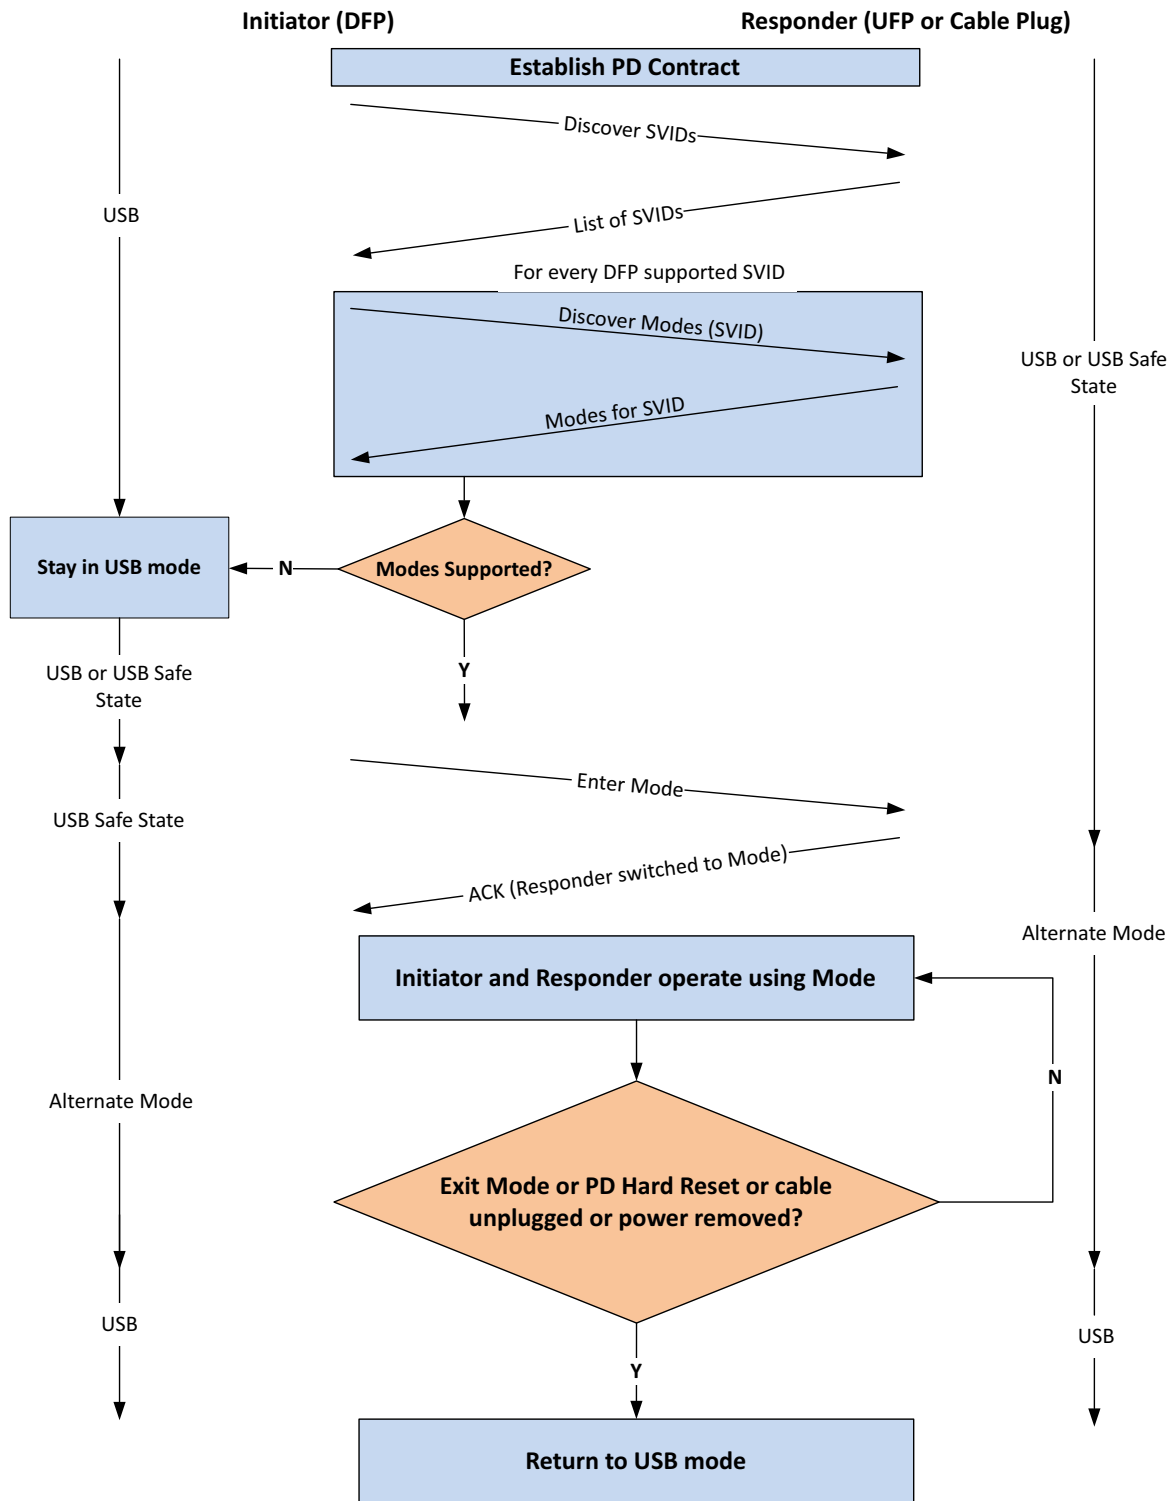 Initiator (DFP)
Responder (UFP or Cable Plug)
Establish PD Contract
Discover SVIDs
USB
List of SVIDs
For every DFP supported SVID
Discover Modes (SVID)
USB or USB Safe
State
Modes for SVID
Stay in USB mode
N
Modes Supported?
Y
USB or USB Safe
State
Enter Mode
USB Safe State
ACK (Responder switched to Mode)
Alternate Mode
Initiator and Responder operate using Mode
N
Alternate Mode
Exit Mode or PD Hard Reset or cable
unplugged or power removed?
USB
USB
Y
Return to USB mode